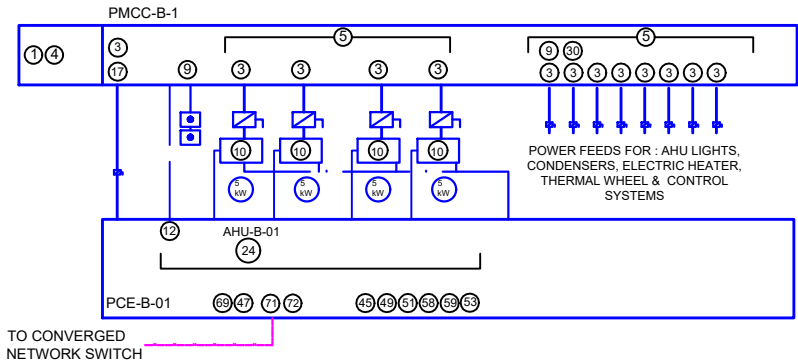 PMCC-B-1
1 4
3
17
9
5
3 3 3 3
5
9 30
3 3 3 3 3 3 3 3
10 10 10 10
5 kW
5 kW
5 kW
5 kW
POWER FEEDS FOR : AHU LIGHTS,
CONDENSERS, ELECTRIC HEATER,
THERMAL WHEEL & CONTROL
SYSTEMS
12
AHU-B-01
24
PCE-B-01
69 47 71 72 45 49 51 58 59 53
TO CONVERGED
NETWORK SWITCH